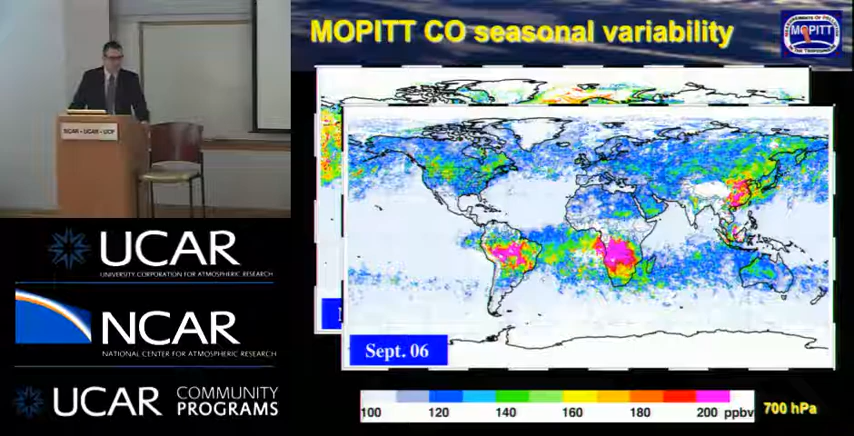 MOPITT CO seasonal variability
MOPITT
NCAR - UCAR - UCP
UCAR
UNIVERSITY CORPORATION FOR ATMOSPHERIC RESEARCH
NCAR
NATIONAL CENTER FOR ATMOSPHERIC RESEARCH
UCAR COMMUNITY
PROGRAMS
Sept. 06
100 120 140 160 180 200 ppbv 700 hPa